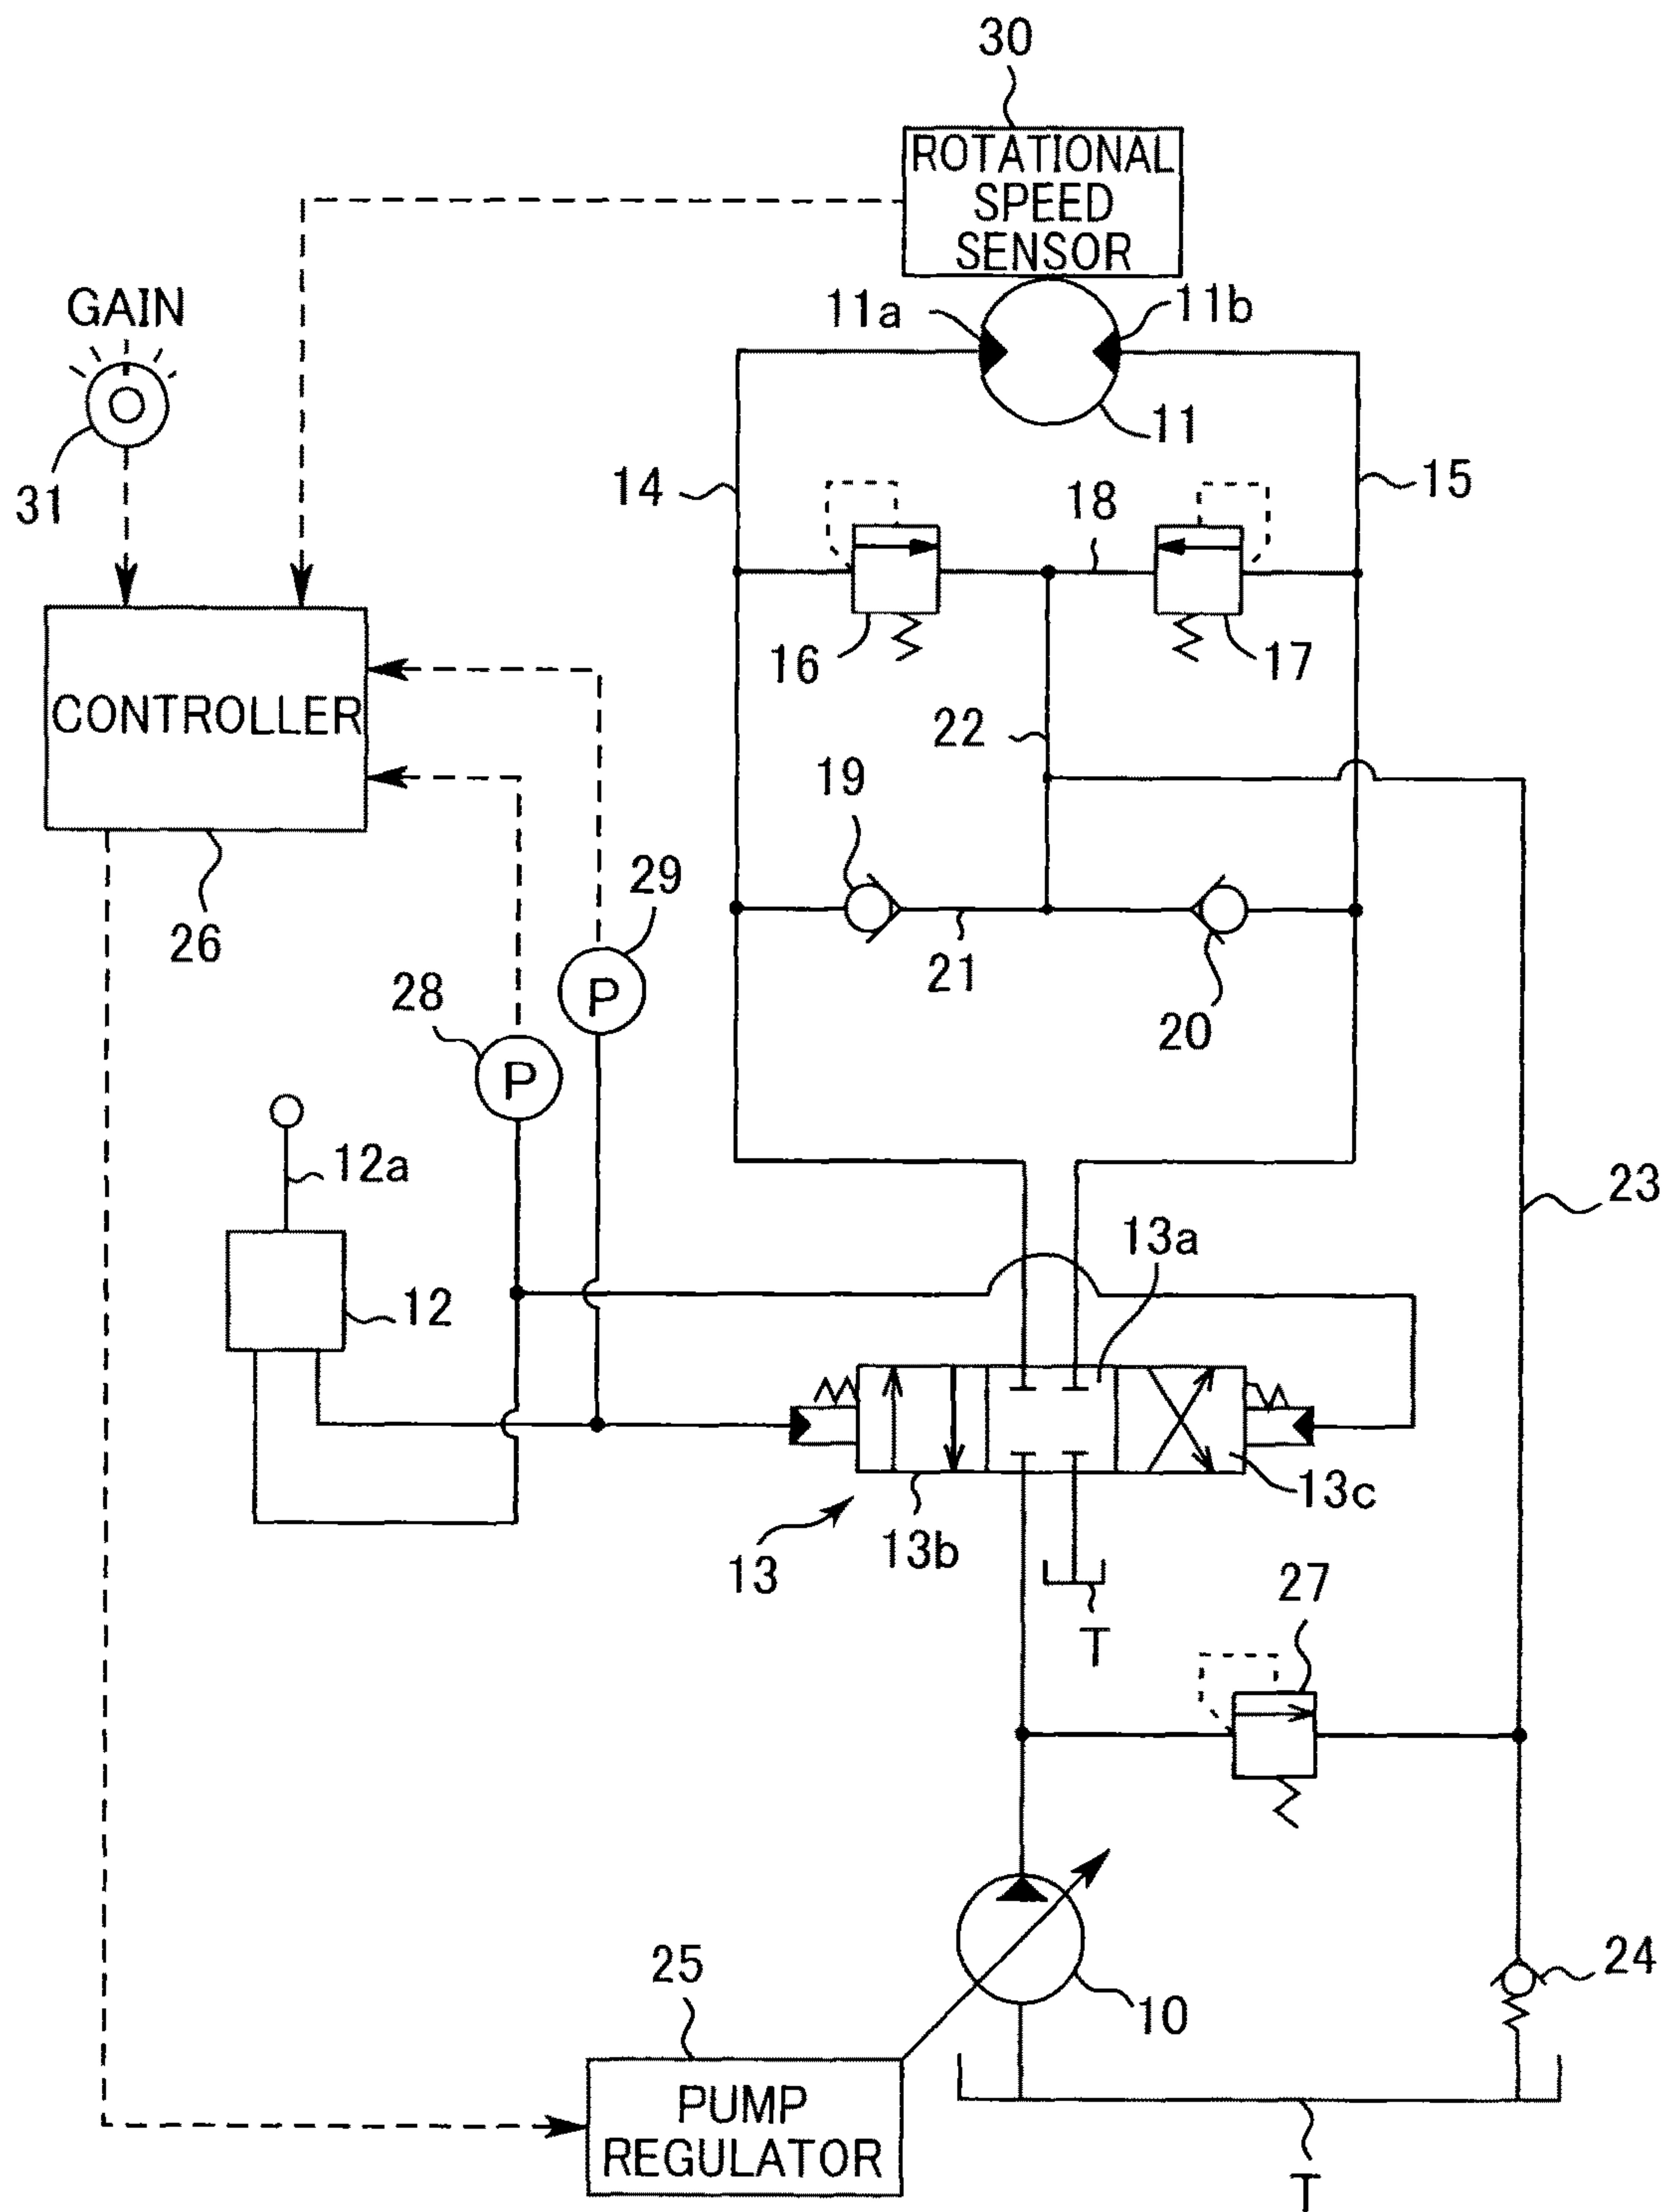 30
ROTATIONAL
SPEED
SENSOR
GAIN
11a
11b
11
31
14
18
15
16
17
CONTROLLER
22
19
29
26
21
28
20
12a
23
13a
12
13c
13b
13
27
T
24
25
10
PUMP
REGULATOR
T
P
P